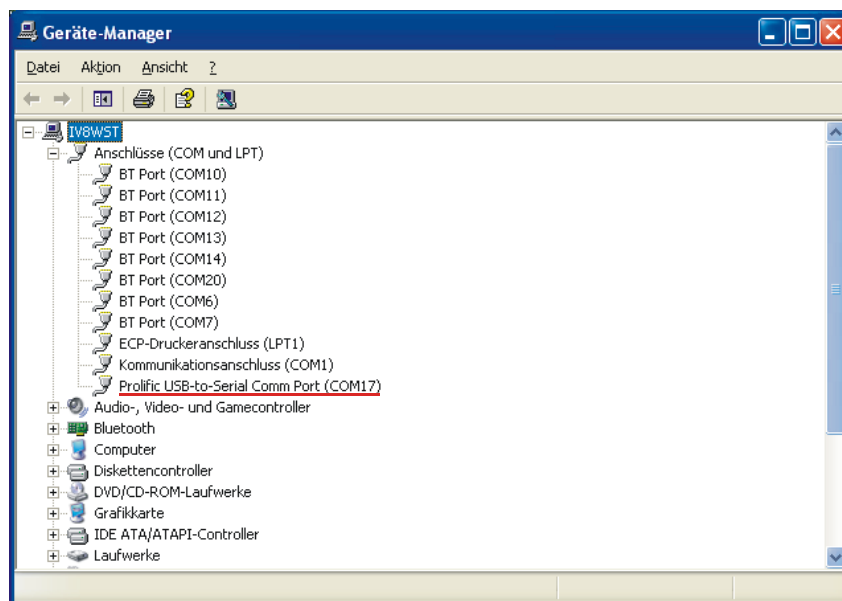 Geräte-Manager
Datei Aktion Ansicht ?
IV8WST
Anschlüsse (COM und LPT)
BT Port (COM10)
BT Port (COM11)
BT Port (COM12)
BT Port (COM13)
BT Port (COM14)
BT Port (COM20)
BT Port (COM6)
BT Port (COM7)
ECP-Druckeranschluss (LPT1)
Kommunikationsanschluss (COM1)
Prolific USB-to-Serial Comm Port (COM17)
Audio-, Video- und Gamecontroller
Bluetooth
Computer
Diskettencontroller
DVD/CD-ROM-Laufwerke
Grafikkarte
IDE ATA/ATAPI-Controller
Laufwerke